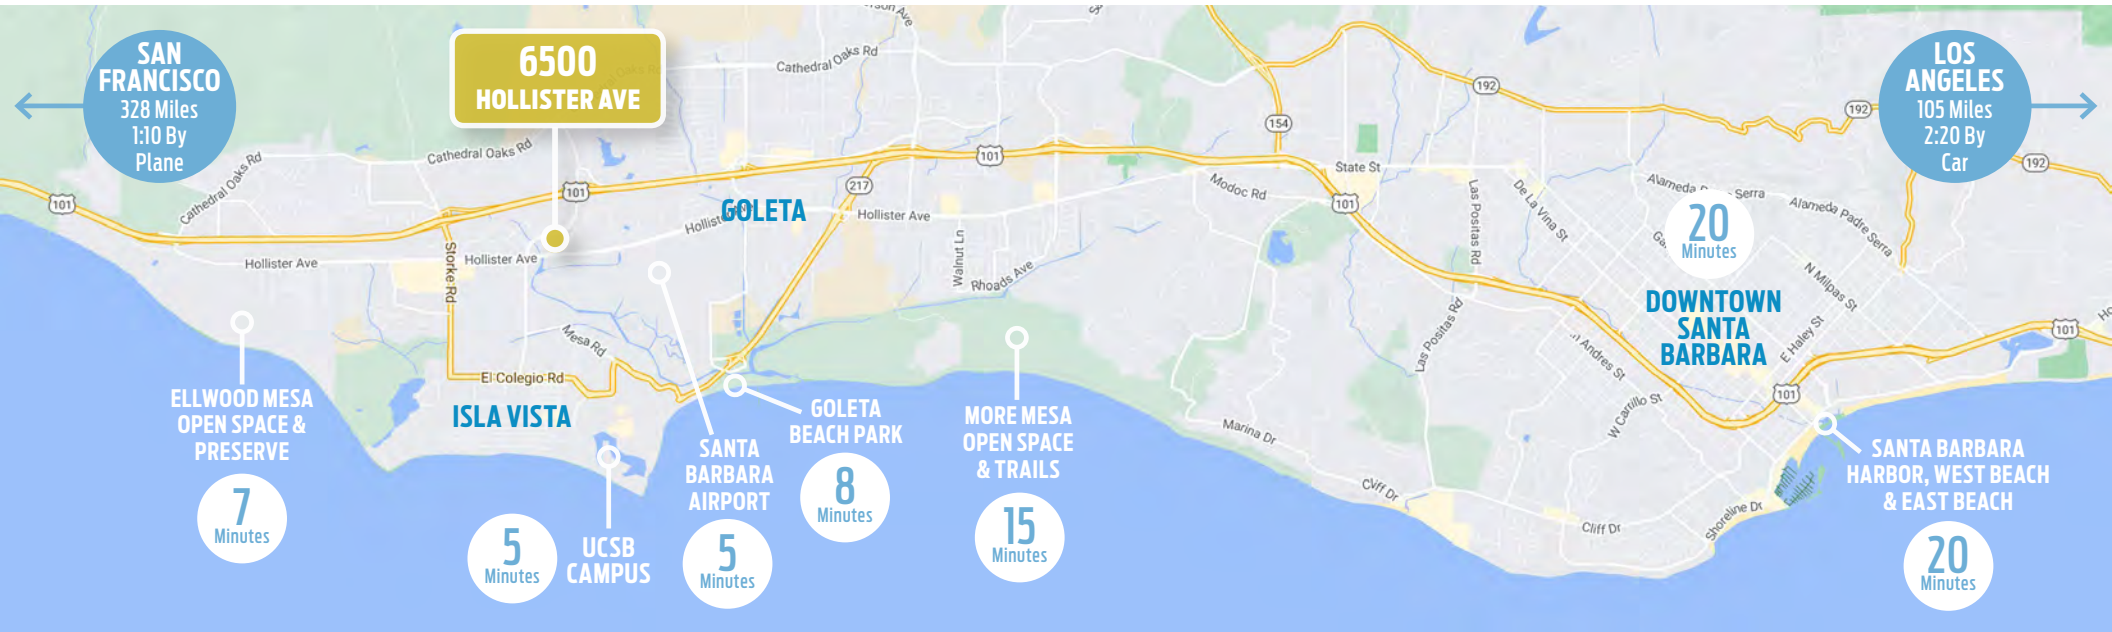 SAN
FRANCISCO
328 Miles
1:10 By
Plane
6500
HOLLISTER AVE
LOS
ANGELES
105 Miles
2:20 By
Car
Cathedral Oaks Rd
Cathedral Oaks Rd
Cathedral Oaks Rd
192
192
192
154
101
101
101
101
101
101
217
State St
Modoc Rd
Las Positas Rd
De La Vina St
Alameda
Serra
Alameda Padre Serra
20
Minutes
N Milpas St
GOLETA
Hollister Ave
Hollister Ave
Hollister Ave
Storke Rd
Walnut Ln
Rhoads Ave
Mesa Rd
El Colegio Rd
Las Positas Rd
DOWNTOWN
SANTA
BARBARA
E Haley St
Andres St
W Carrillo St
Marina Dr
Cliff Dr
Cliff Dr
Shoreline Dr
ELLWOOD MESA
OPEN SPACE &
PRESERVE
7
Minutes
ISLA VISTA
5
Minutes
UCSB
CAMPUS
SANTA
BARBARA
AIRPORT
5
Minutes
GOLETA
BEACH PARK
8
Minutes
MORE MESA
OPEN SPACE
& TRAILS
15
Minutes
SANTA BARBARA
HARBOR, WEST BEACH
& EAST BEACH
20
Minutes